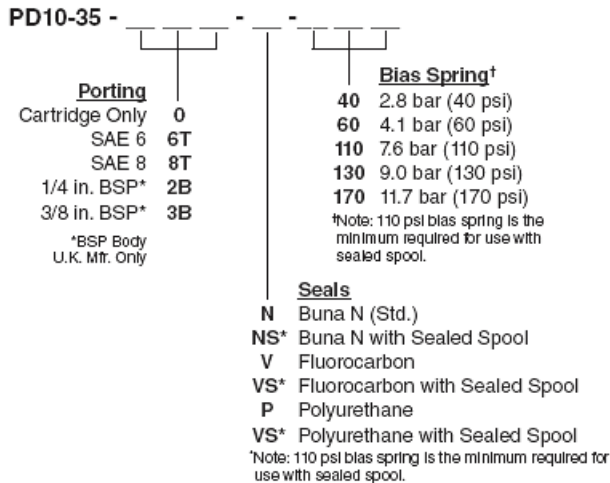 PD10-35 - __ __ __ - __ - __ __ __
Porting
Cartridge Only 0
SAE 6 6T
SAE 8 8T
1/4 in. BSP* 2B
3/8 in. BSP* 3B
*BSP Body
U.K. Mfr. Only
Bias Spring†
40 2.8 bar (40 psi)
60 4.1 bar (60 psi)
110 7.6 bar (110 psi)
130 9.0 bar (130 psi)
170 11.7 bar (170 psi)
†Note: 110 psi bias spring is the
minimum required for use with
sealed spool.
Seals
N Buna N (Std.)
NS* Buna N with Sealed Spool
V Fluorocarbon
VS* Fluorocarbon with Sealed Spool
P Polyurethane
VS* Polyurethane with Sealed Spool
*Note: 110 psi bias spring is the minimum required for
use with sealed spool.